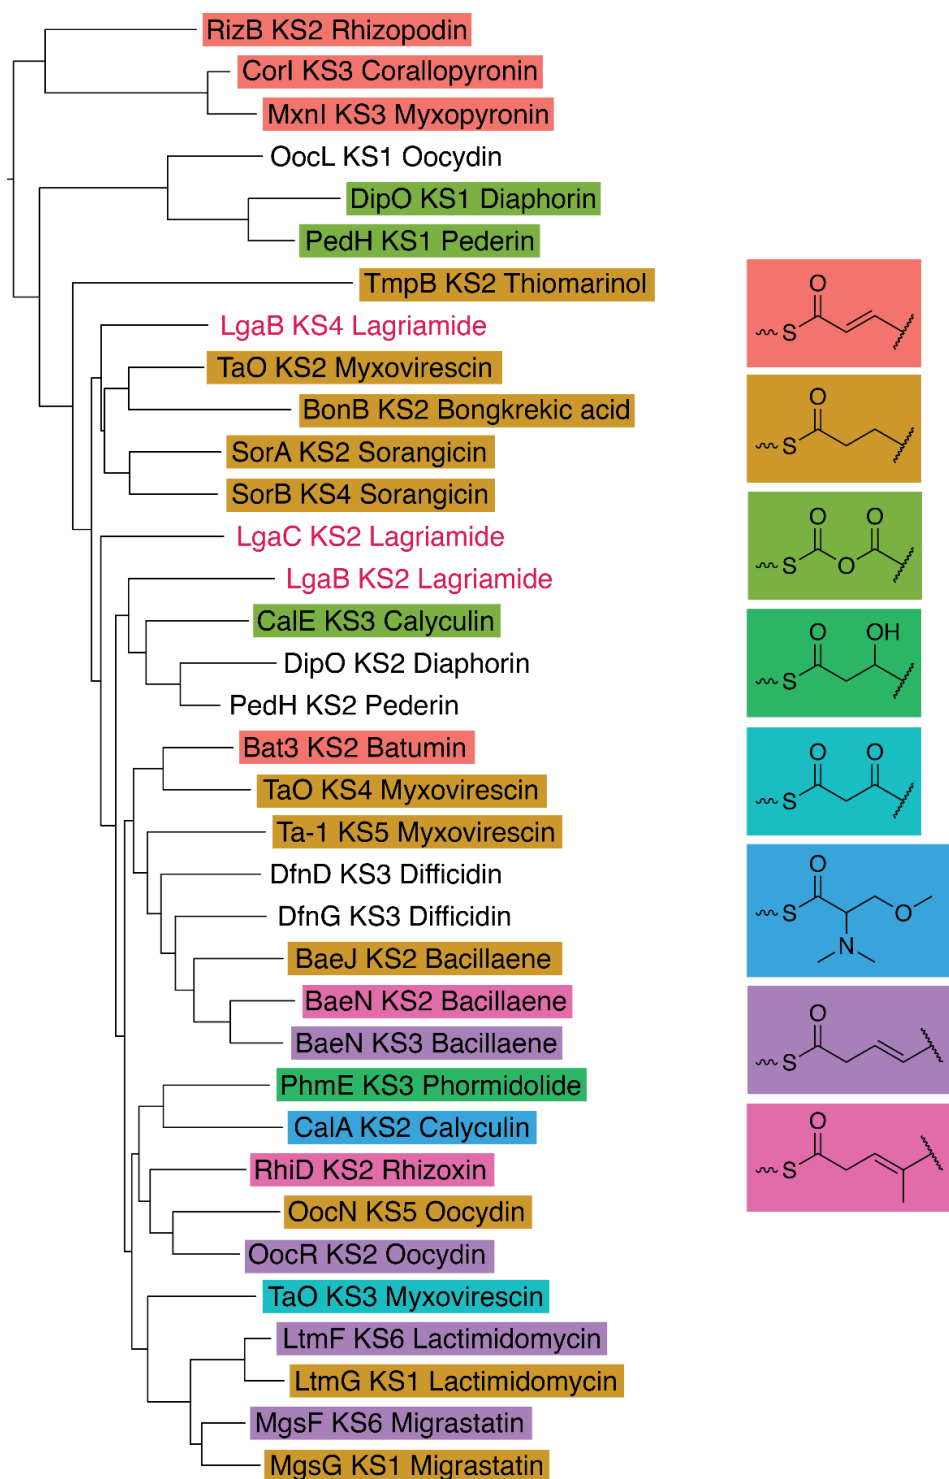 RizB KS2 Rhizopodin
CorI KS3 Corallopyronin
MxnI KS3 Myxopyronin
OocL KS1 Oocydin
DipO KS1 Diaphorin
PedH KS1 Pederin
TmpB KS2 Thiomarinol
LgaB KS4 Lagriamide
TaO KS2 Myxovirescin
BonB KS2 Bongkrekic acid
SorA KS2 Sorangicin
SorB KS4 Sorangicin
LgaC KS2 Lagriamide
LgaB KS2 Lagriamide
CalE KS3 Calyculin
DipO KS2 Diaphorin
PedH KS2 Pederin
Bat3 KS2 Batumin
TaO KS4 Myxovirescin
Ta-1 KS5 Myxovirescin
DfnD KS3 Difficidin
DfnG KS3 Difficidin
BaeJ KS2 Bacillaene
BaeN KS2 Bacillaene
BaeN KS3 Bacillaene
PhmE KS3 Phormidolide
CalA KS2 Calyculin
RhiD KS2 Rhizoxin
OocN KS5 Oocydin
OocR KS2 Oocydin
TaO KS3 Myxovirescin
LtmF KS6 Lactimidomycin
LtmG KS1 Lactimidomycin
MgsF KS6 Migrastatin
MgsG KS1 Migrastatin
O
S
O
S
O O
S O
O OH
S
O O
S
O
S O
N
O
S
O
S